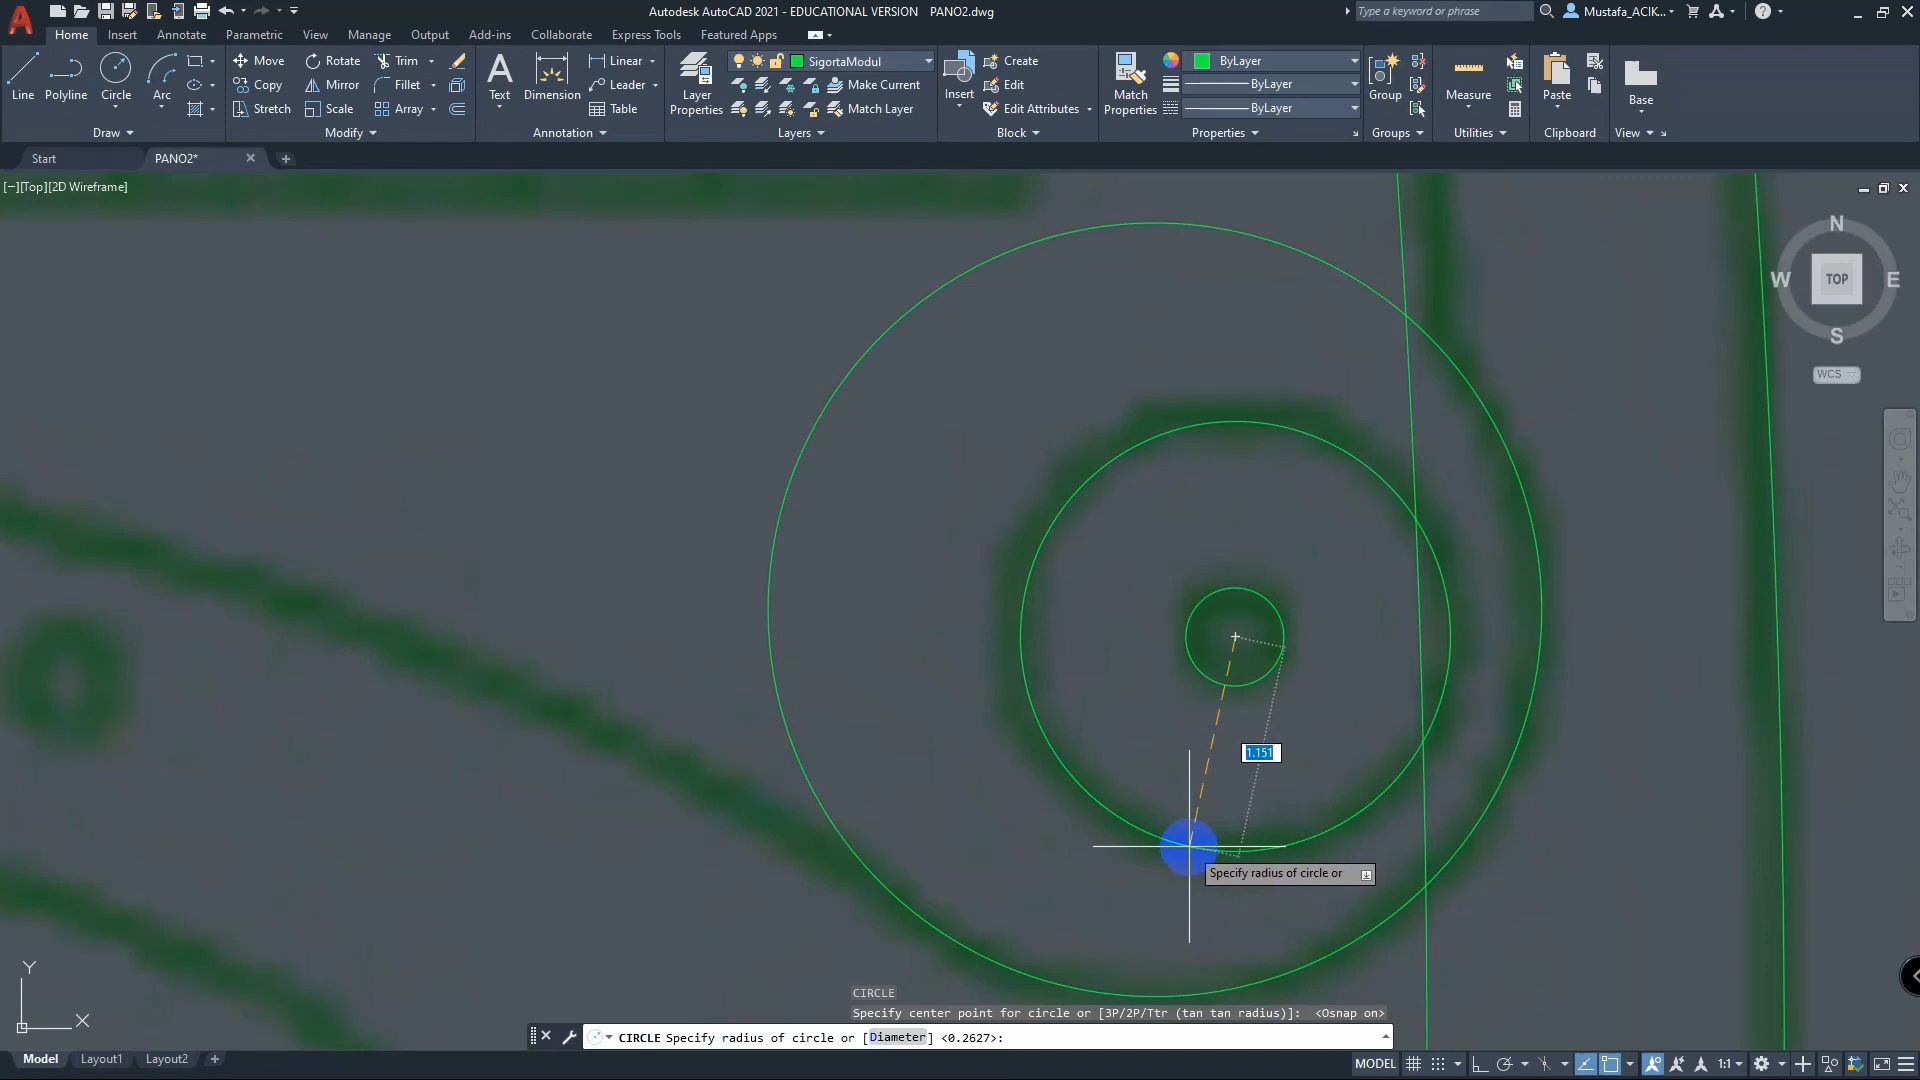 Autodesk AutoCAD 2021 - EDUCATIONAL VERSION PANO2.dwg
Type a keyword or phrase
Mustafa_ACIK...
Home Insert Annotate Parametric View Manage Output Add-ins Collaborate Express Tools Featured Apps
Line Polyline Circle Arc
Move Rotate Trim
Copy Mirror Fillet
Stretch Scale Array
Text Dimension
Linear
Leader
Table
Layer Properties
SigortaModul
Make Current
Match Layer
Insert
Create
Edit
Edit Attributes
Match Properties
ByLayer
ByLayer
ByLayer
Group
Measure
Paste
Base
Draw Modify Annotation Layers Block Properties Groups Utilities Clipboard View
Start PANO2*
[−][Top][2D Wireframe]
N
W TOP E
S
WCS
1.151
Specify radius of circle or
Y
X
CIRCLE
Specify center point for circle or [3P/2P/Ttr (tan tan radius)]: <Osnap on>
CIRCLE Specify radius of circle or [Diameter] <0.2627>:
Model Layout1 Layout2
MODEL 1:1